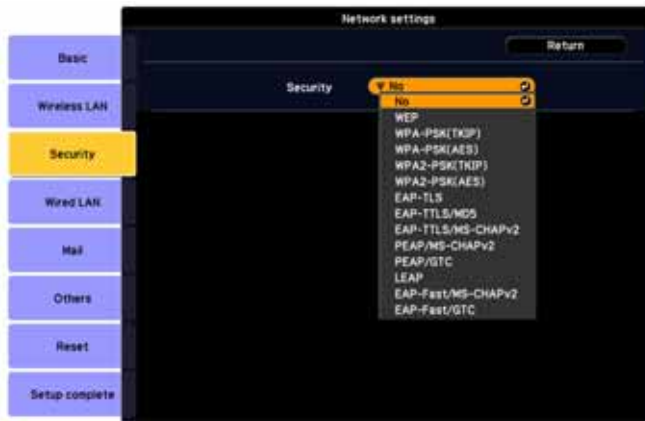 Network settings
Return
Basic
Wireless LAN
Security
Wired LAN
Mail
Others
Reset
Setup complete
Security
No
No
WEP
WPA-PSK(TKIP)
WPA-PSK(AES)
WPA2-PSK(TKIP)
WPA2-PSK(AES)
EAP-TLS
EAP-TTLS/MD5
EAP-TTLS/MS-CHAPv2
PEAP/MS-CHAPv2
PEAP/GTC
LEAP
EAP-Fast/MS-CHAPv2
EAP-Fast/GTC